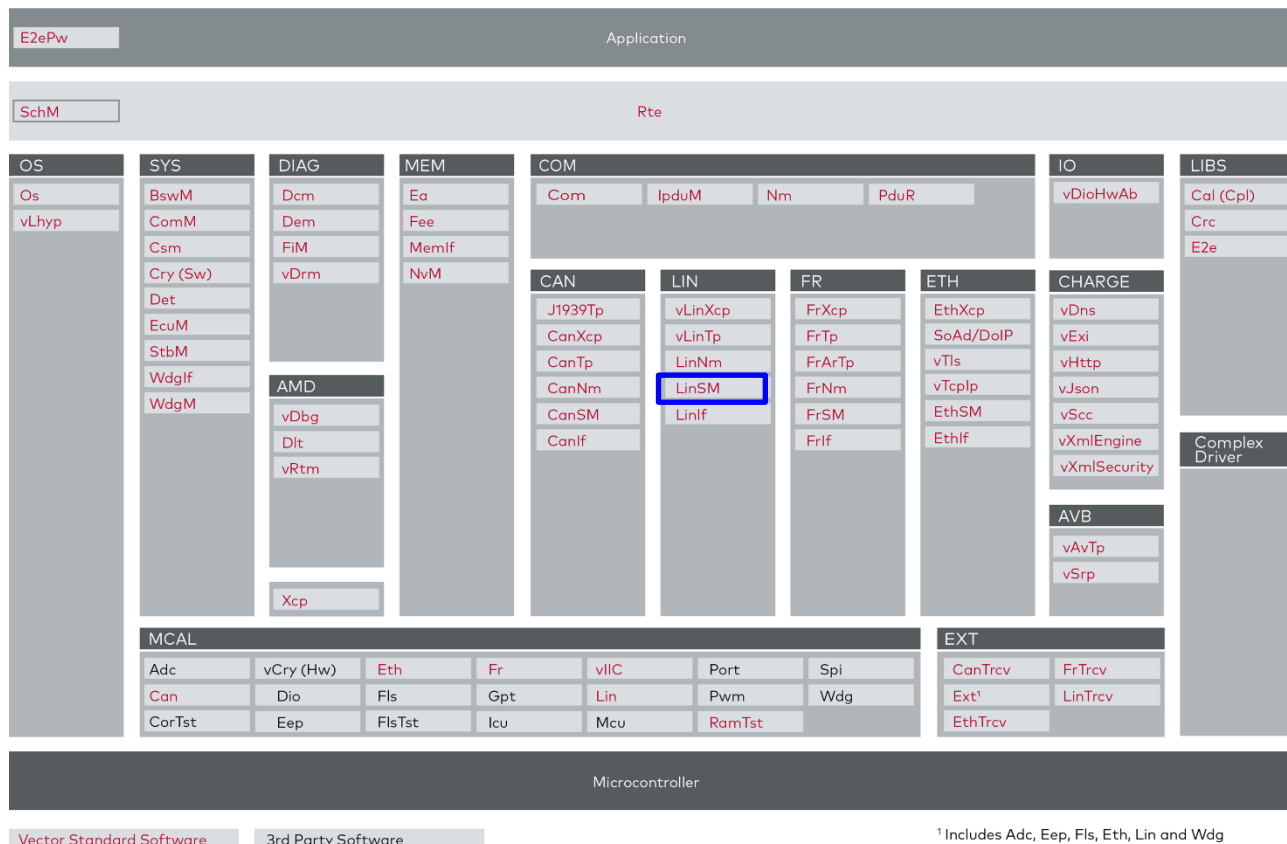 E2ePw
Application
SchM
Rte
OS
Os
vLhyp
SYS
BswM
ComM
Csm
Cry (Sw)
Det
EcuM
StbM
WdgIf
WdgM
DIAG
Dcm
Dem
FiM
vDrm
AMD
vDbg
Dlt
vRtm
Xcp
MEM
Ea
Fee
MemIf
NvM
COM
Com IpduM Nm PduR
CAN
J1939Tp
CanXcp
CanTp
CanNm
CanSM
CanIf
LIN
vLinXcp
vLinTp
LinNm
LinSM
LinIf
FR
FrXcp
FrTp
FrArTp
FrNm
FrSM
FrIf
ETH
EthXcp
SoAd/DoIP
vTls
vTcpIp
EthSM
EthIf
IO
vDioHwAb
CHARGE
vDns
vExi
vHttp
vJson
vScc
vXmlEngine
vXmlSecurity
AVB
vAvTp
vSrp
LIBS
Cal (Cpl)
Crc
E2e
Complex
Driver
MCAL
Adc vCry (Hw) Eth Fr vIIC Port Spi
Can Dio Fls Gpt Lin Pwm Wdg
CorTst Eep FlsTst Icu Mcu RamTst
EXT
CanTrcv FrTrcv
Ext¹ LinTrcv
EthTrcv
Microcontroller
Vector Standard Software 3rd Party Software
¹ Includes Adc, Eep, Fls, Eth, Lin and Wdg